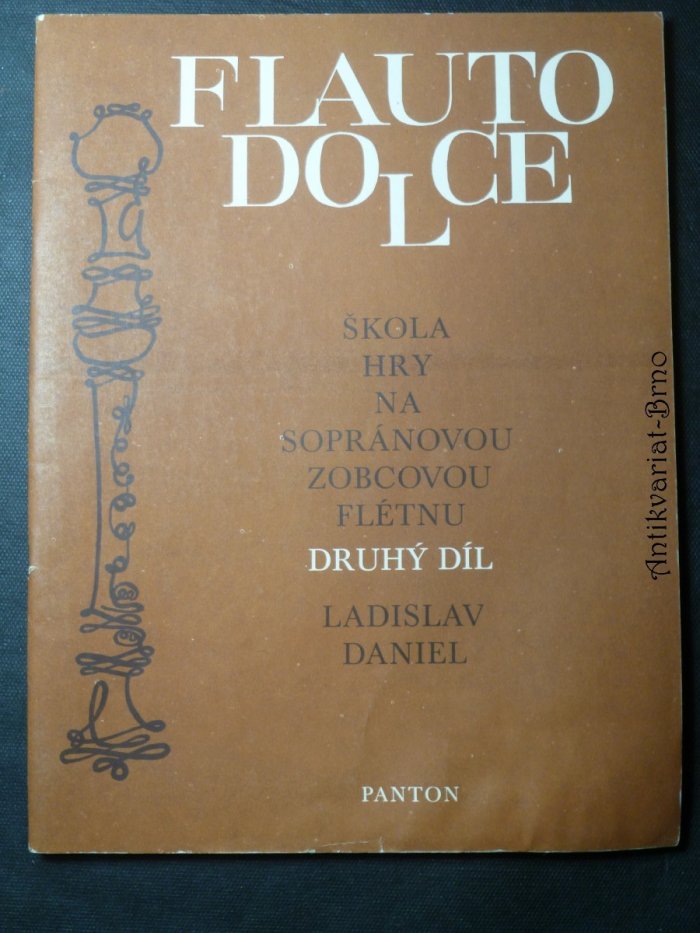 FLAUTO
DOLCE
ŠKOLA
HRY
NA
SOPRÁNOVOU
ZOBCOVOU
FLÉTNU
DRUHÝ DÍL
LADISLAV
DANIEL
PANTON
Antikvariat-Brno